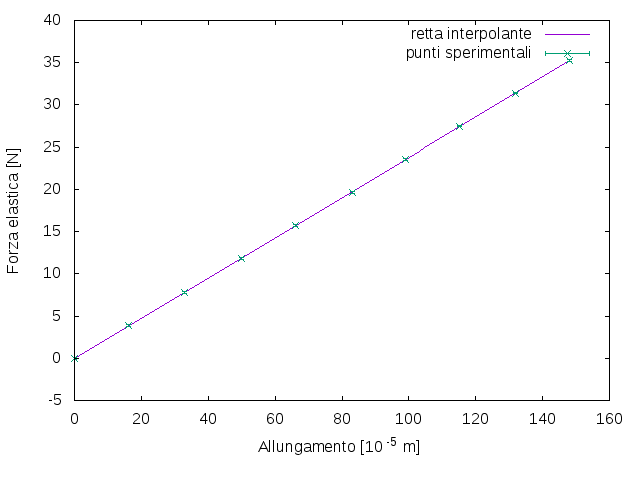 40
35
30
25
20
15
10
5
0
-5
0 20 40 60 80 100 120 140 160
Forza elastica [N]
Allungamento [10⁻⁵ m]
retta interpolante
punti sperimentali